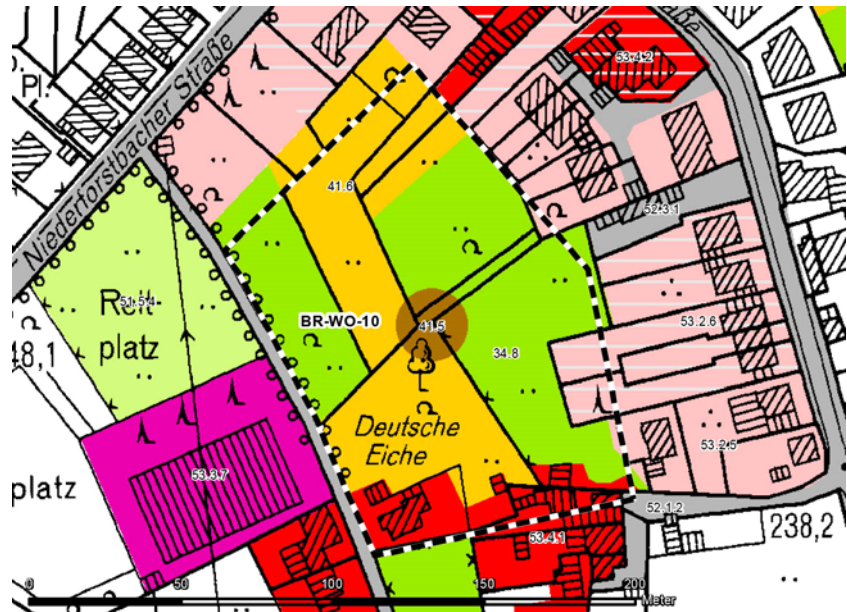 Niederforstbacher Straße
aße
Pl.
53.4.2
41.6
52.3.1
51.5.4
Reit
platz
BR-WO-10
41.5
34.8
53.2.6
48,1
Deutsche
Eiche
53.2.5
platz
53.3.7
52.1.2
238,2
53.4.1
0
50
100
150
200
Meter